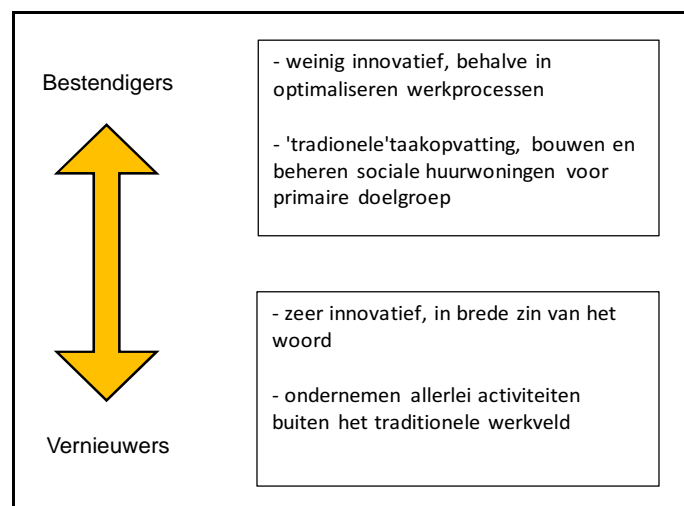 Bestendigers
- weinig innovatief, behalve in
optimaliseren werkprocessen
- 'tradionele'taakopvatting, bouwen en
beheren sociale huurwoningen voor
primaire doelgroep
- zeer innovatief, in brede zin van het
woord
- ondernemen allerlei activiteiten
buiten het traditionele werkveld
Vernieuwers